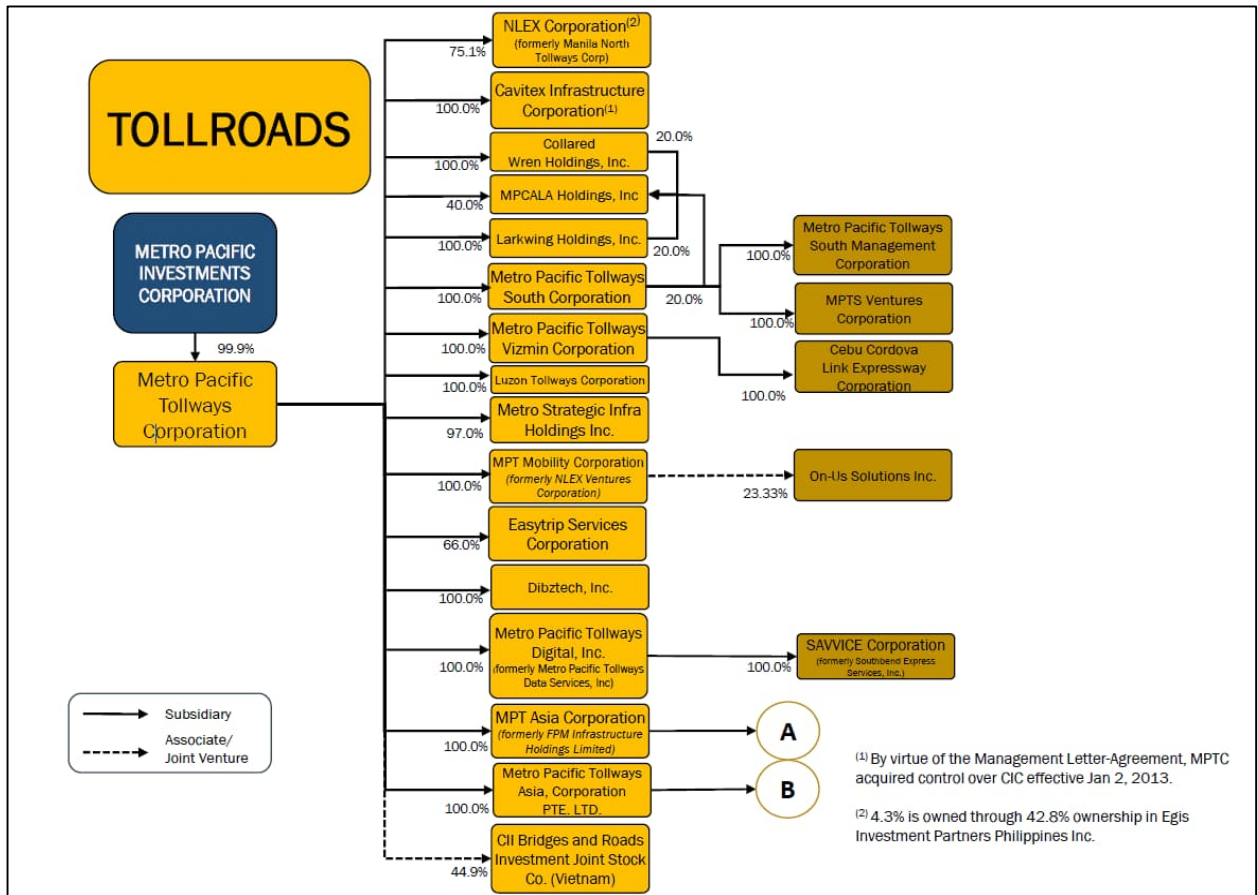 TOLLROADS
METRO PACIFIC
INVESTMENTS
CORPORATION
99.9%
Metro Pacific
Tollways
Corporation
NLEX Corporation(2)
(formerly Manila North
Tollways Corp)
75.1%
Cavitex Infrastructure
Corporation(1)
100.0%
Collared
Wren Holdings, Inc.
100.0%
20.0%
MPCALA Holdings, Inc
40.0%
Larkwing Holdings, Inc.
100.0%
20.0%
Metro Pacific Tollways
South Corporation
100.0%
20.0%
Metro Pacific Tollways
South Management
Corporation
100.0%
MPTS Ventures
Corporation
100.0%
Metro Pacific Tollways
Vizmin Corporation
100.0%
Cebu Cordova
Link Expressway
Corporation
100.0%
Luzon Tollways Corporation
100.0%
Metro Strategic Infra
Holdings Inc.
97.0%
MPT Mobility Corporation
(formerly NLEX Ventures
Corporation)
100.0%
On-Us Solutions Inc.
23.33%
Easytrip Services
Corporation
66.0%
Dibztech, Inc.
100.0%
Metro Pacific Tollways
Digital, Inc.
(formerly Metro Pacific Tollways
Data Services, Inc)
100.0%
SAVVICE Corporation
(formerly Southbend Express
Services, Inc.)
100.0%
MPT Asia Corporation
(formerly FPM Infrastructure
Holdings Limited)
100.0%
A
Metro Pacific Tollways
Asia, Corporation
PTE. LTD.
100.0%
B
CII Bridges and Roads
Investment Joint Stock
Co. (Vietnam)
44.9%
Subsidiary
Associate/
Joint Venture
(1) By virtue of the Management Letter-Agreement, MPTC
acquired control over CIC effective Jan 2, 2013.
(2) 4.3% is owned through 42.8% ownership in Egis
Investment Partners Philippines Inc.